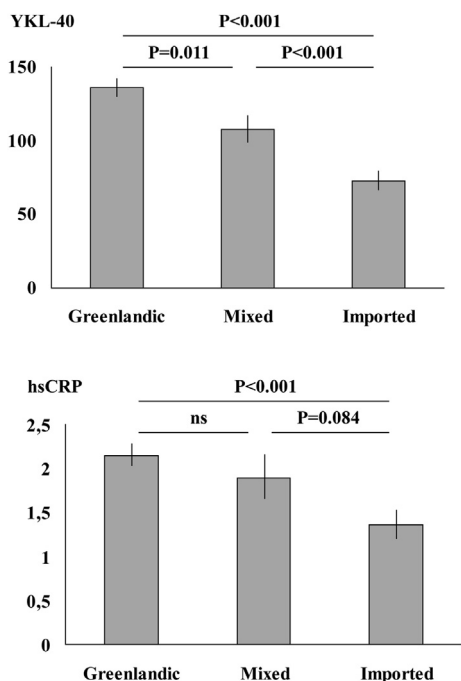 YKL-40
P<0.001
P=0.011 P<0.001
150
100
50
0
Greenlandic Mixed Imported
hsCRP
P<0.001
2,5
ns P=0.084
2
1,5
1
0,5
0
Greenlandic Mixed Imported